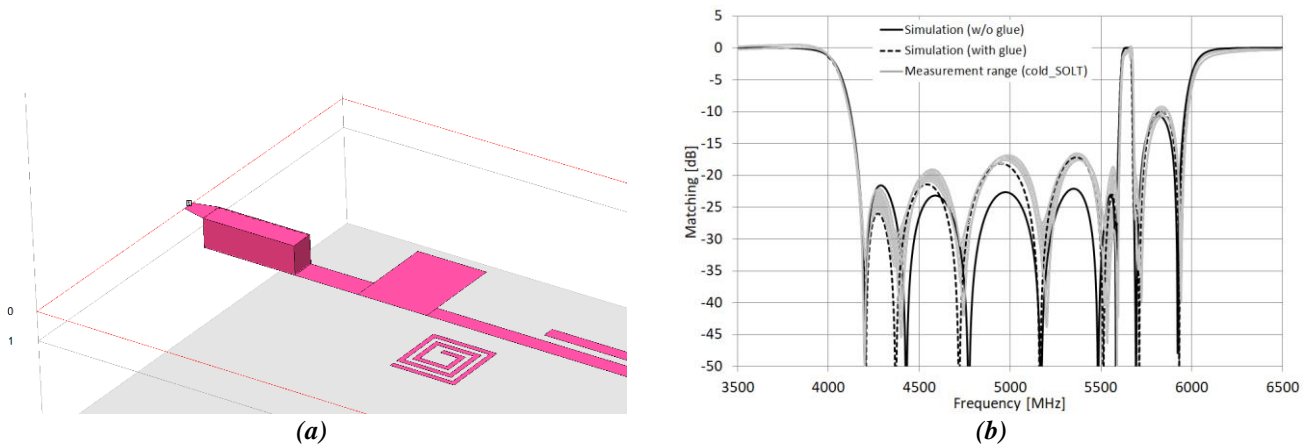 0
1
(a)
5
0
-5
-10
-15
-20
-25
-30
-35
-40
-45
-50
Matching [dB]
Simulation (w/o glue)
Simulation (with glue)
Measurement range (cold_SOLT)
3500 4000 4500 5000 5500 6000 6500
Frequency [MHz]
(b)